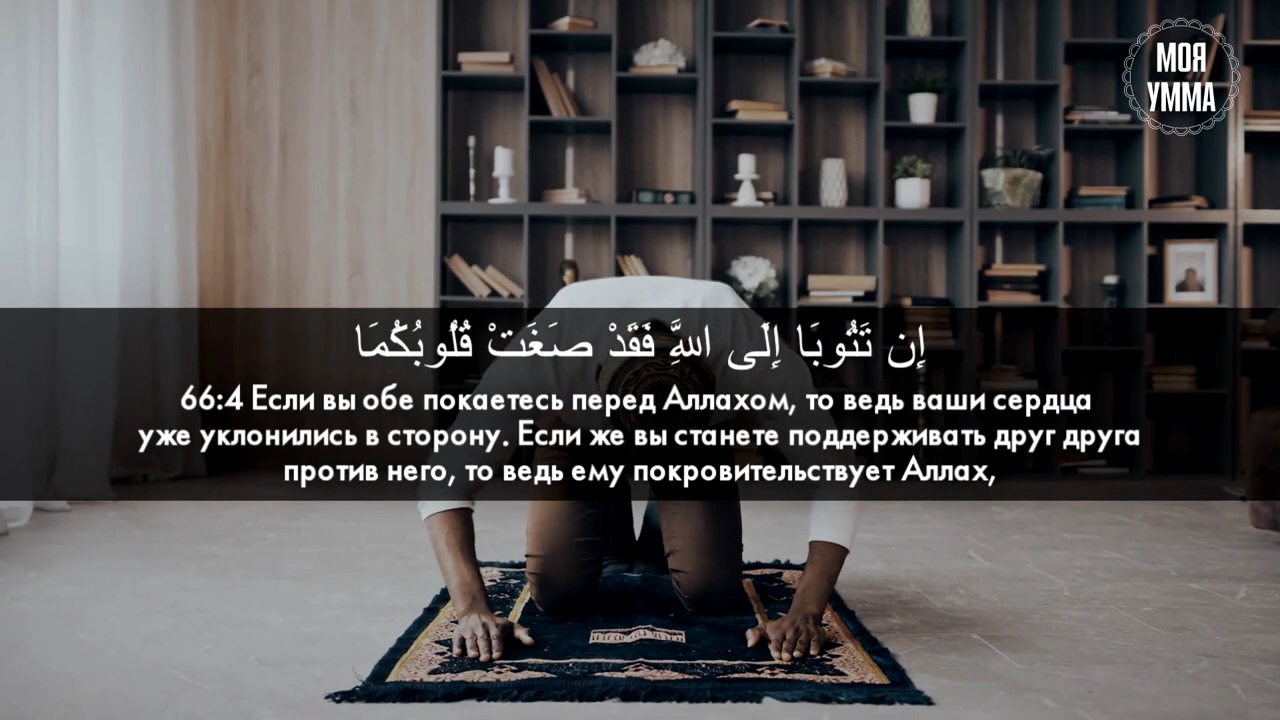 МОЯ
УММА
إِن تَتُوبَا إِلَى اللَّهِ فَقَدْ صَغَتْ قُلُوبُكُمَا
66:4 Если вы обе покаетесь перед Аллахом, то ведь ваши сердца
уже уклонились в сторону. Если же вы станете поддерживать друг друга
против него, то ведь ему покровительствует Аллах,